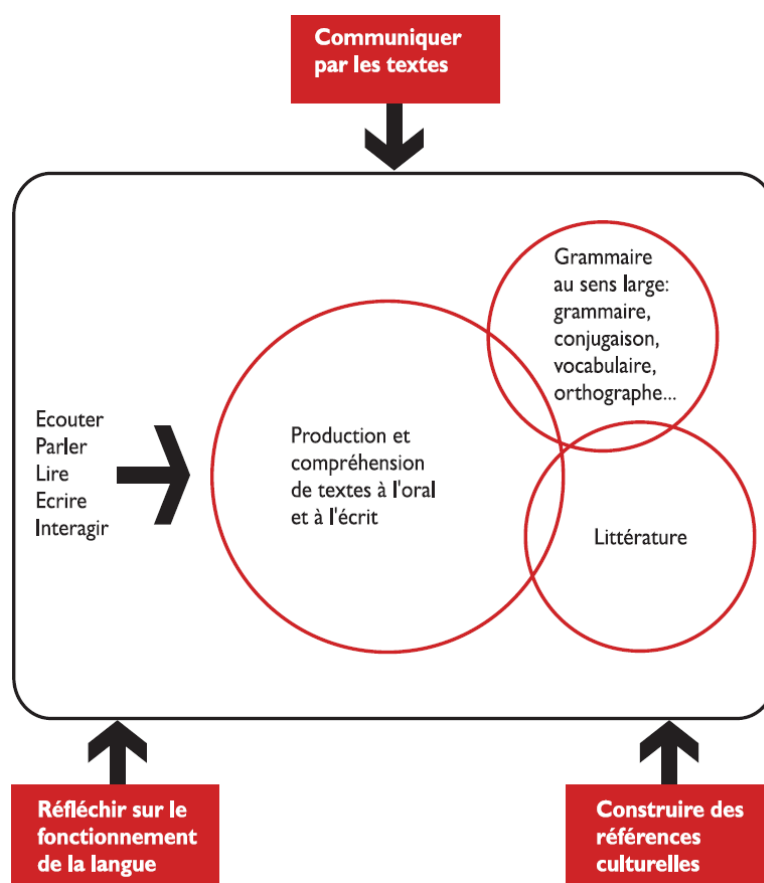 Communiquer
par les textes
Grammaire
au sens large:
grammaire,
conjugaison,
vocabulaire,
orthographe...
Ecouter
Parler
Lire
Ecrire
Interagir
Production et
compréhension
de textes à l'oral
et à l'écrit
Littérature
Réfléchir sur le
fonctionnement
de la langue
Construire des
références
culturelles